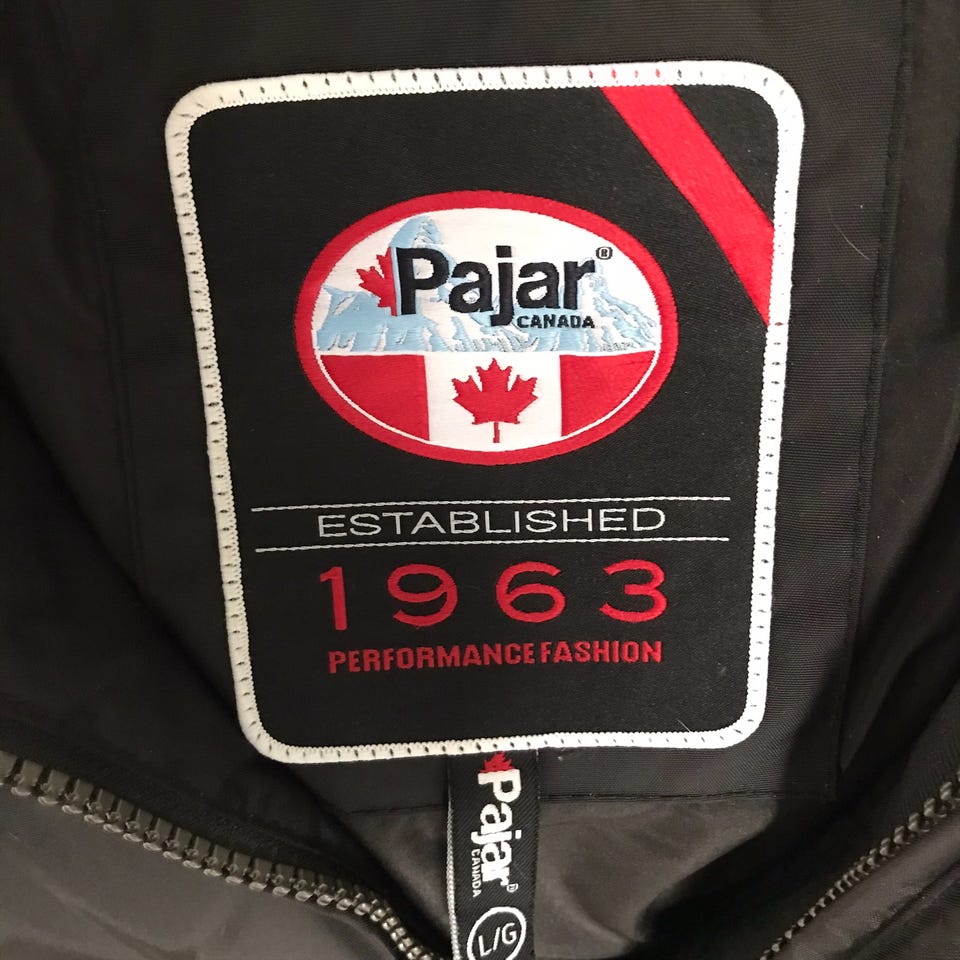 Pajar®
CANADA
ESTABLISHED
1963
PERFORMANCE FASHION
Pajar®
CANADA
L/G